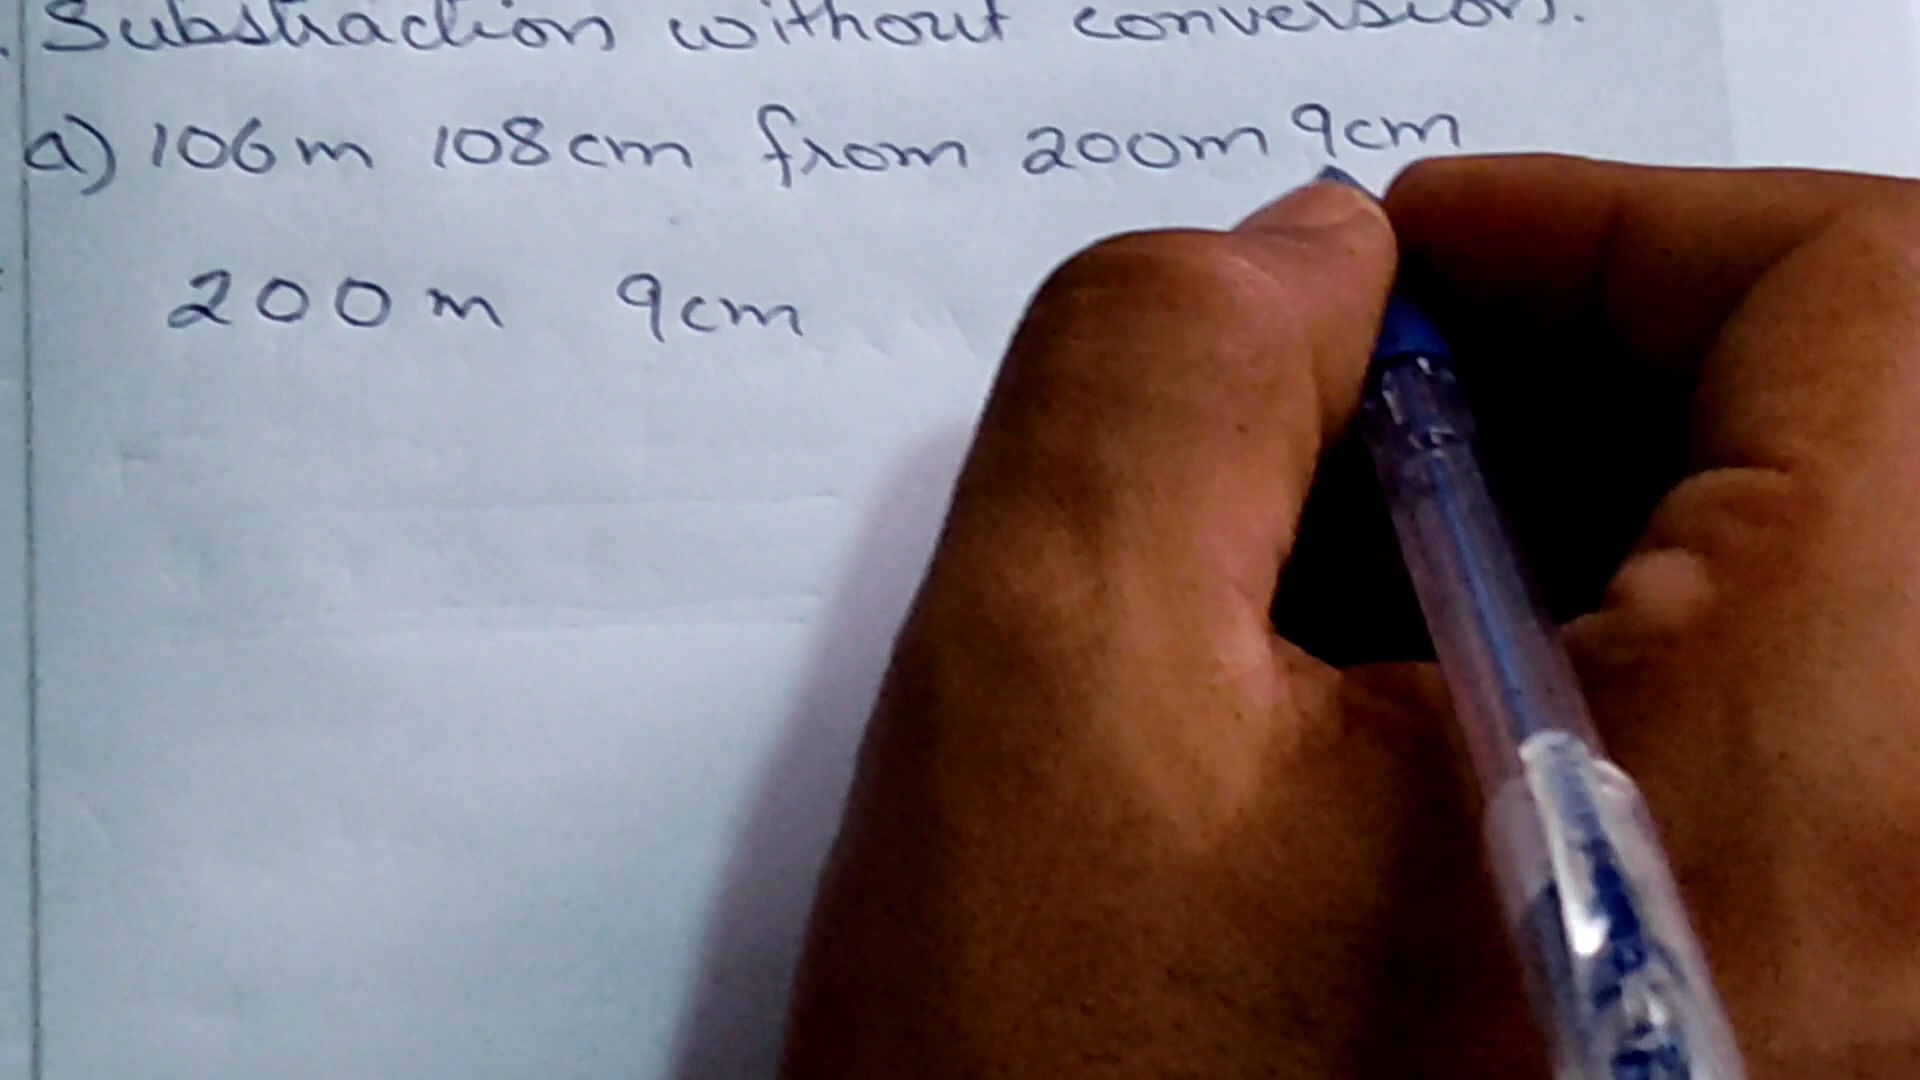 Substraction without conversion.
a) 106m 108cm from 200m 9cm
200m 9cm